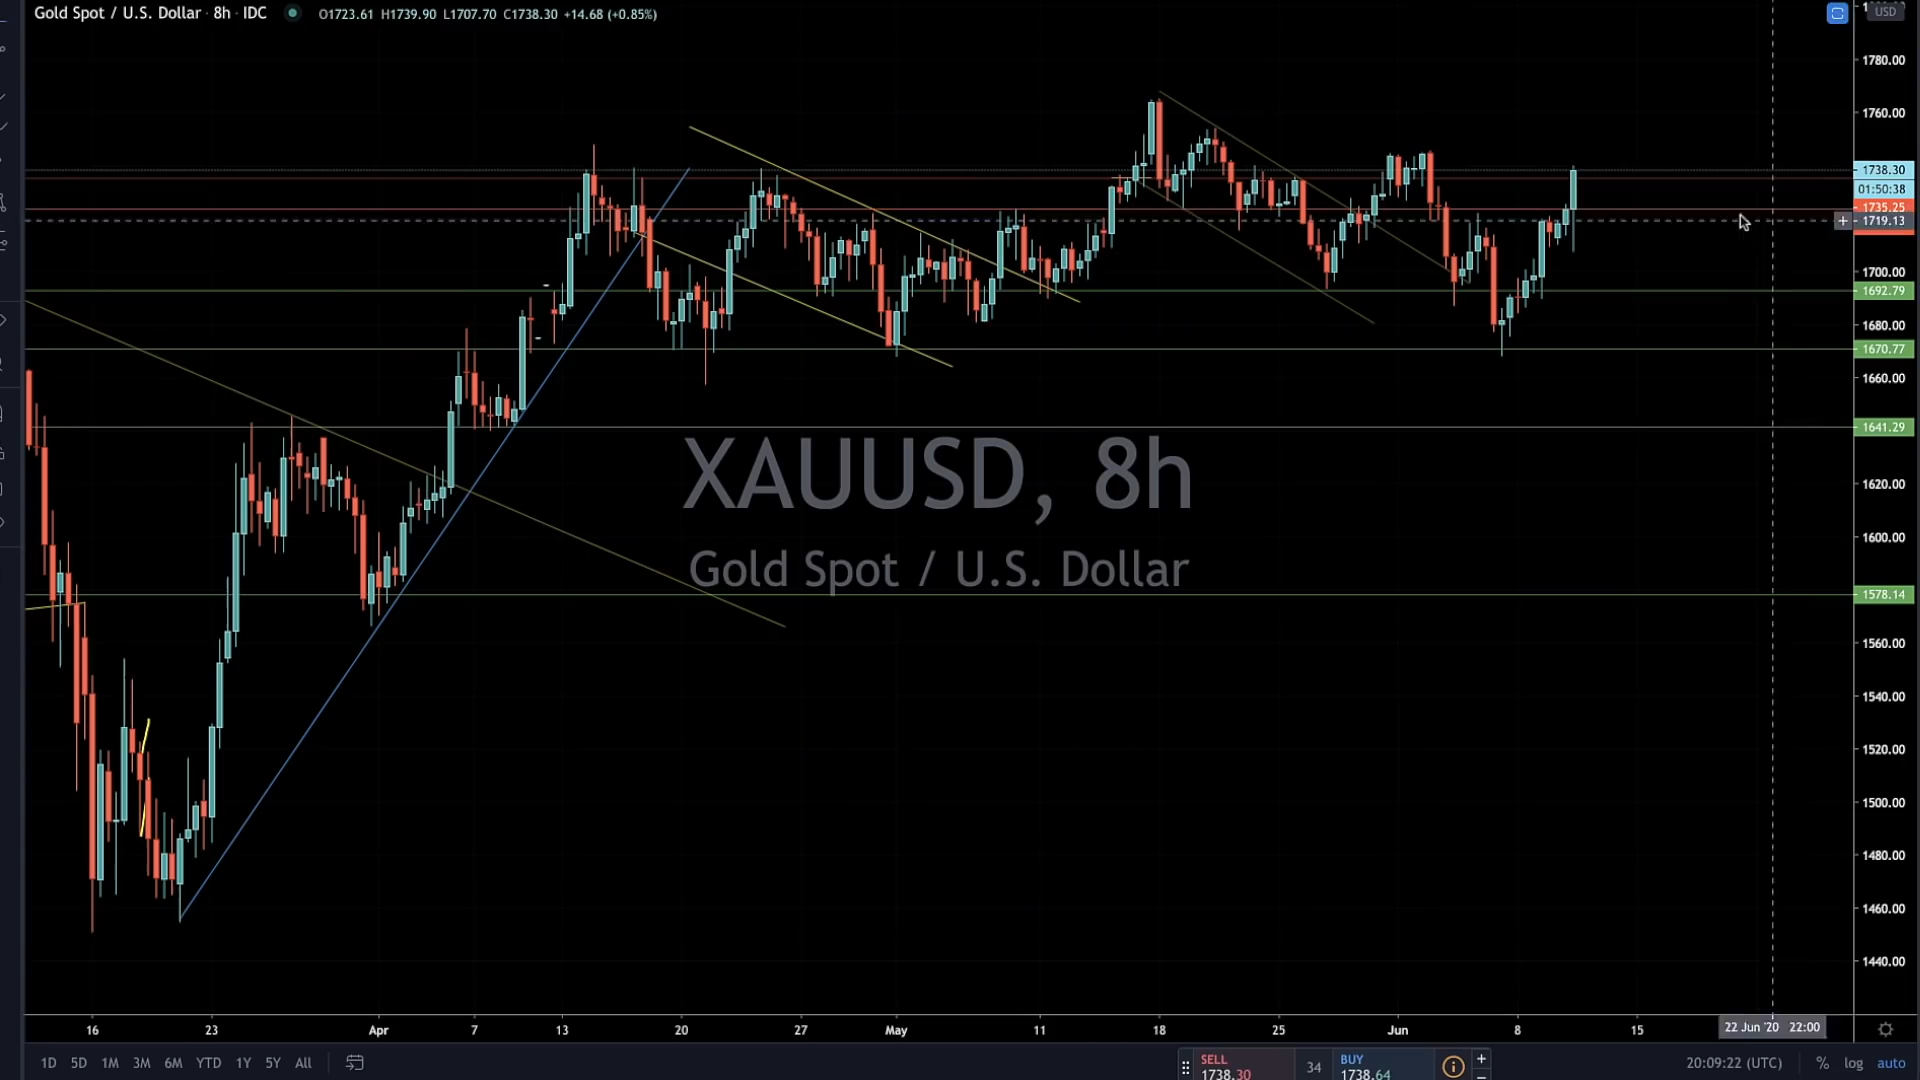 Gold Spot / U.S. Dollar · 8h · IDC O1723.61 H1739.90 L1707.70 C1738.30 +14.68 (+0.85%)
USD
1780.00
1760.00
1738.30
01:50:38
1735.25
1719.13
1700.00
1692.79
1680.00
1670.77
1660.00
1641.29
1620.00
1600.00
1578.14
1560.00
1540.00
1520.00
1500.00
1480.00
1460.00
1440.00
XAUUSD, 8h
Gold Spot / U.S. Dollar
16 23 Apr 7 13 20 27 May 11 18 25 Jun 8 15 22 Jun '20 22:00
1D 5D 1M 3M 6M YTD 1Y 5Y All
SELL
1738.30
34
BUY
1738.64
20:09:22 (UTC) % log auto